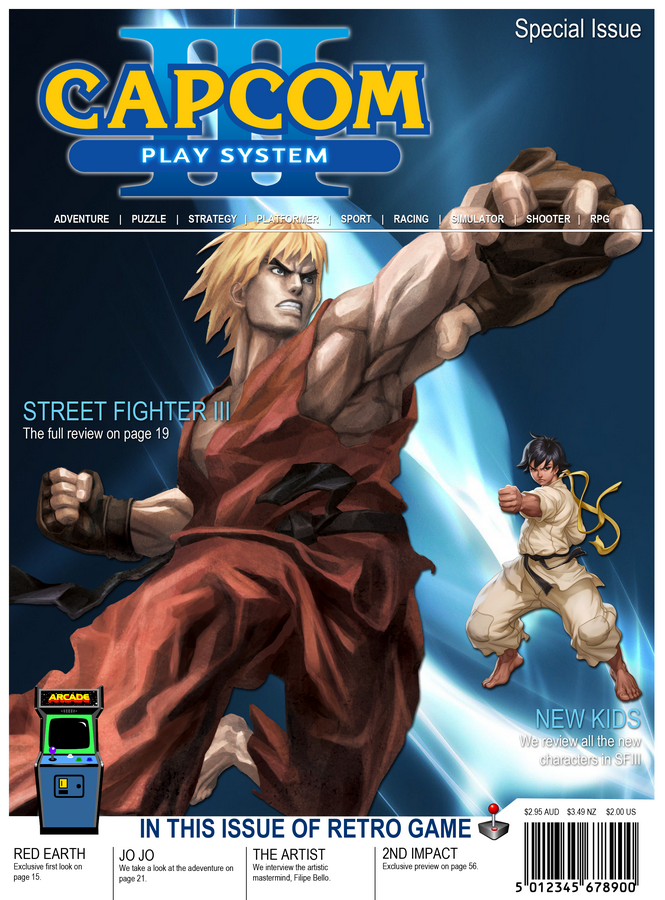 Special Issue
III
CAPCOM
PLAY SYSTEM
ADVENTURE | PUZZLE | STRATEGY | PLATFORMER | SPORT | RACING | SIMULATOR | SHOOTER | RPG
STREET FIGHTER III
The full review on page 19
NEW KIDS
We review all the new
characters in SFIII
ARCADE
IN THIS ISSUE OF RETRO GAME
$2.95 AUD $3.49 NZ $2.00 US
RED EARTH
Exclusive first look on
page 15.
JO JO
We take a look at the adeventure on
page 21.
THE ARTIST
We interview the artistic
mastermind, Filipe Bello.
2ND IMPACT
Exclusive preview on page 56.
5 012345 678900